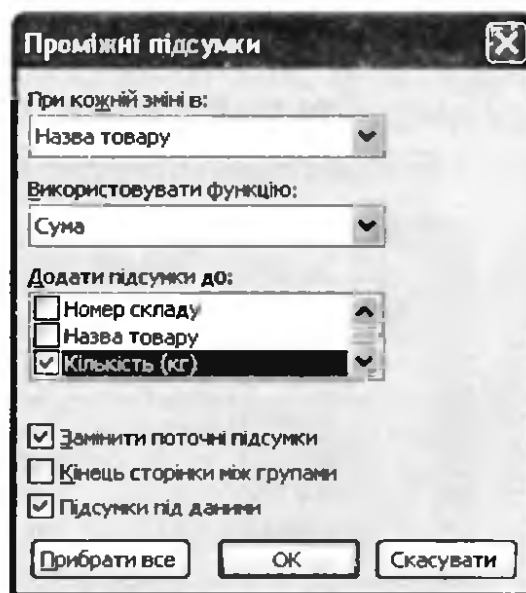 Проміжні підсумки
При кожній зміні в:
Назва товару
Використовувати функцію:
Сума
Додати підсумки до:
Номер складу
Назва товару
Кількість (кг)
Замінити поточні підсумки
Кінець сторінки між групами
Підсумки під даними
Прибрати все
ОК
Скасувати